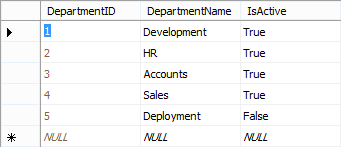 DepartmentID DepartmentName IsActive
1 Development True
2 HR True
3 Accounts True
4 Sales True
5 Deployment False
NULL NULL NULL